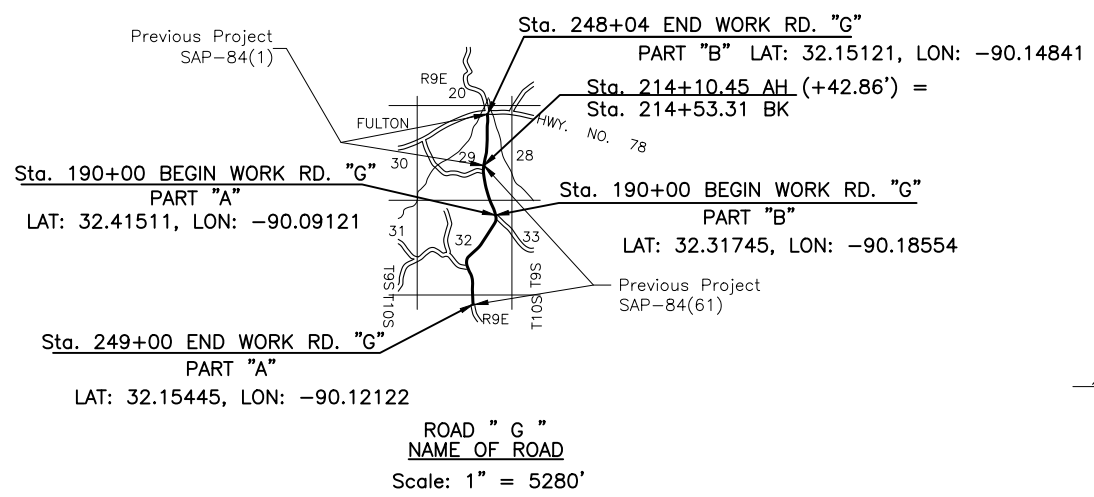 Sta. 248+04 END WORK RD. "G"
PART "B" LAT: 32.15121, LON: -90.14841
Previous Project
SAP-84(1)
R9E
20
Sta. 214+10.45 AH (+42.86') =
Sta. 214+53.31 BK
FULTON
HWY. NO. 78
30
29
28
Sta. 190+00 BEGIN WORK RD. "G"
PART "A"
LAT: 32.41511, LON: -90.09121
Sta. 190+00 BEGIN WORK RD. "G"
PART "B"
LAT: 32.31745, LON: -90.18554
31
32
33
T9S
T10S
T9S
T10S
R9E
Previous Project
SAP-84(61)
Sta. 249+00 END WORK RD. "G"
PART "A"
LAT: 32.15445, LON: -90.12122
ROAD " G "
NAME OF ROAD
Scale: 1" = 5280'